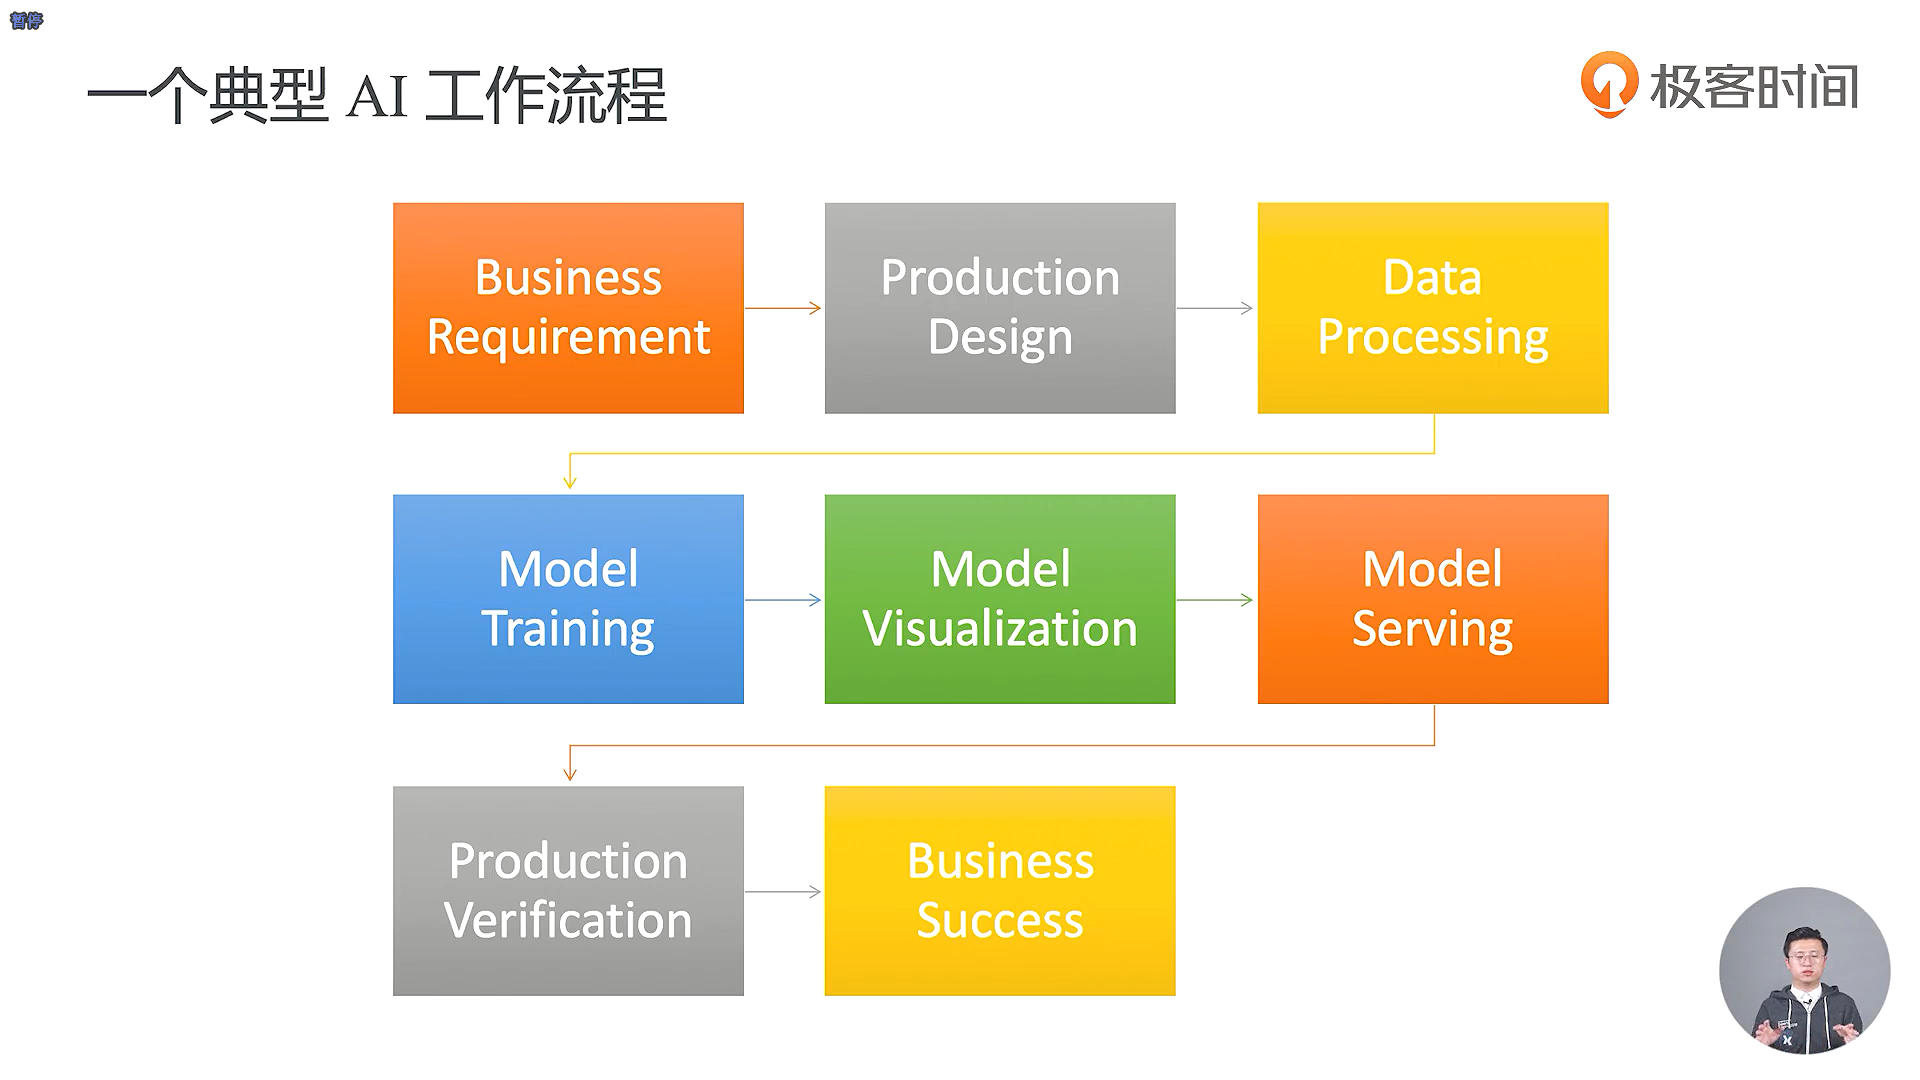 暂停
一个典型 AI 工作流程
极客时间
Business
Requirement
Production
Design
Data
Processing
Model
Training
Model
Visualization
Model
Serving
Production
Verification
Business
Success